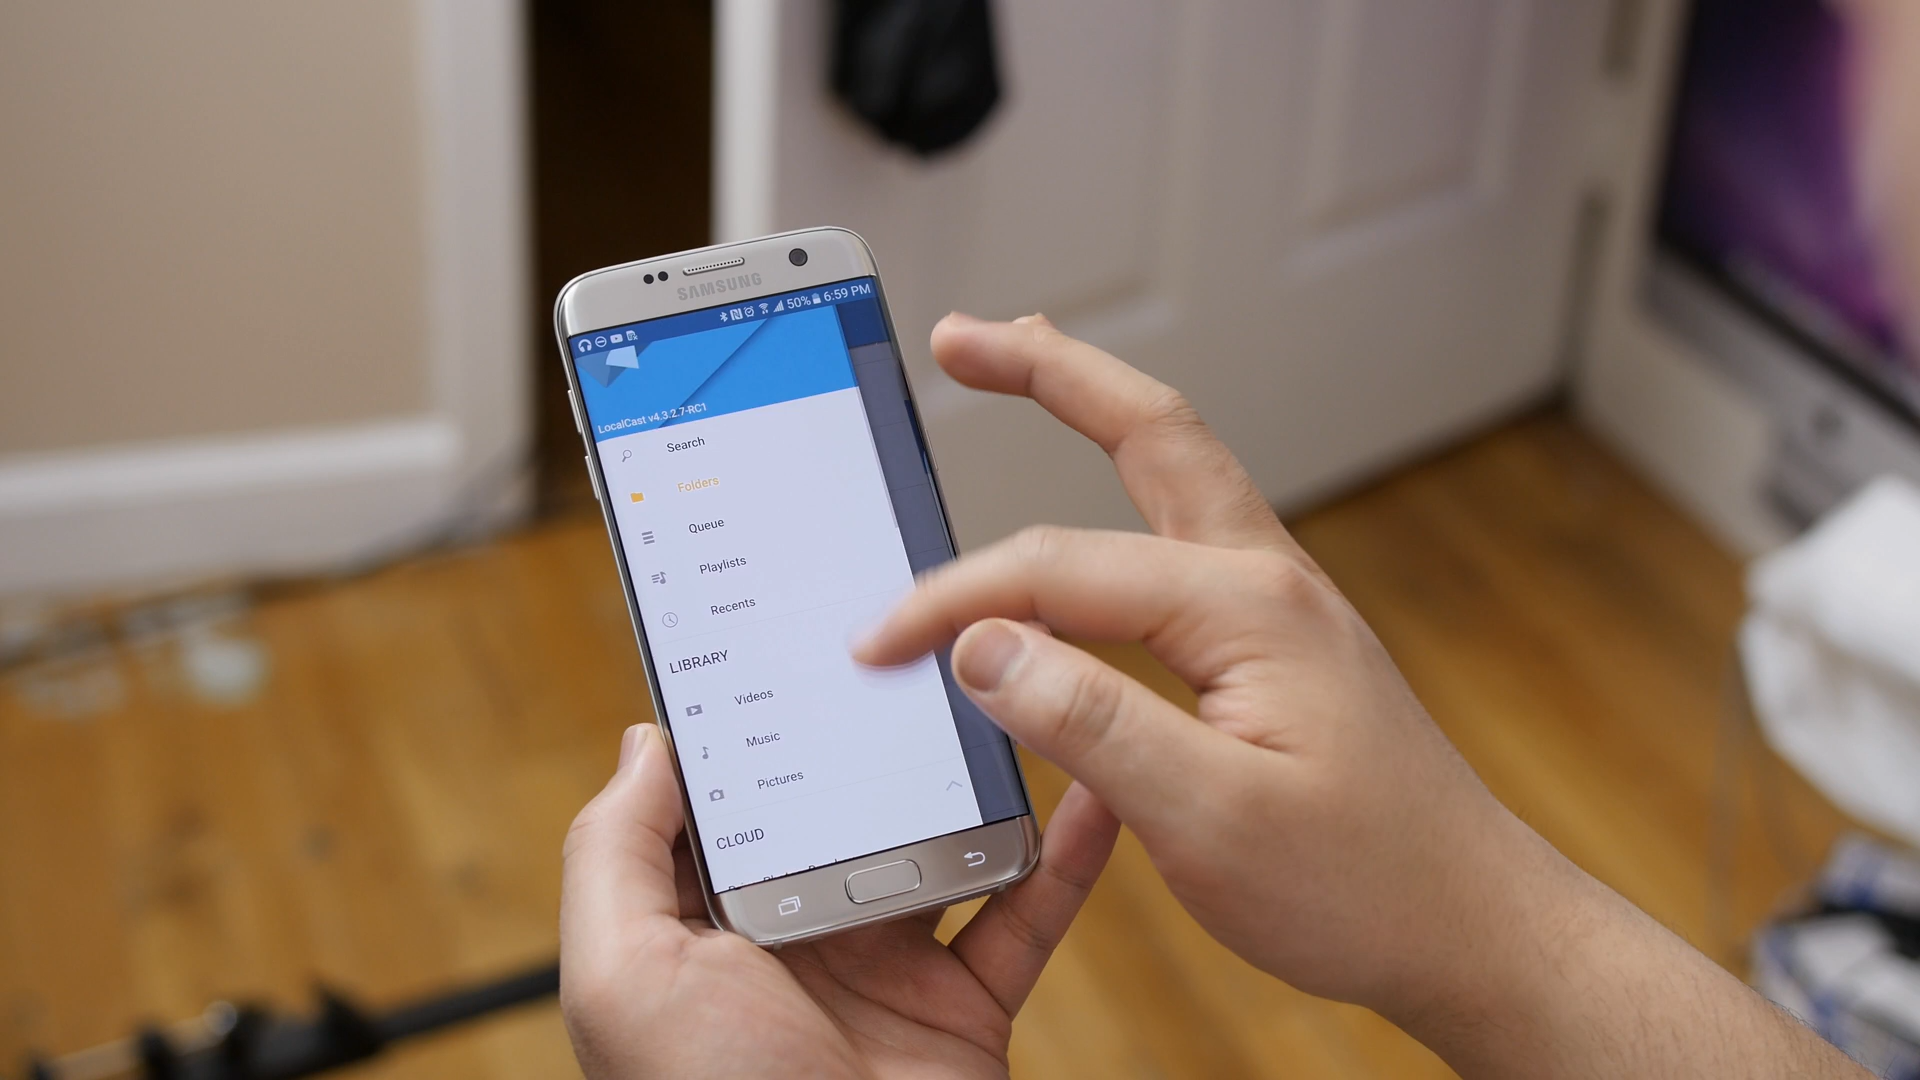 SAMSUNG
50% 6:59 PM
LocalCast v4.3.2.7-RC1
Search
Folders
Queue
Playlists
Recents
LIBRARY
Videos
Music
Pictures
CLOUD